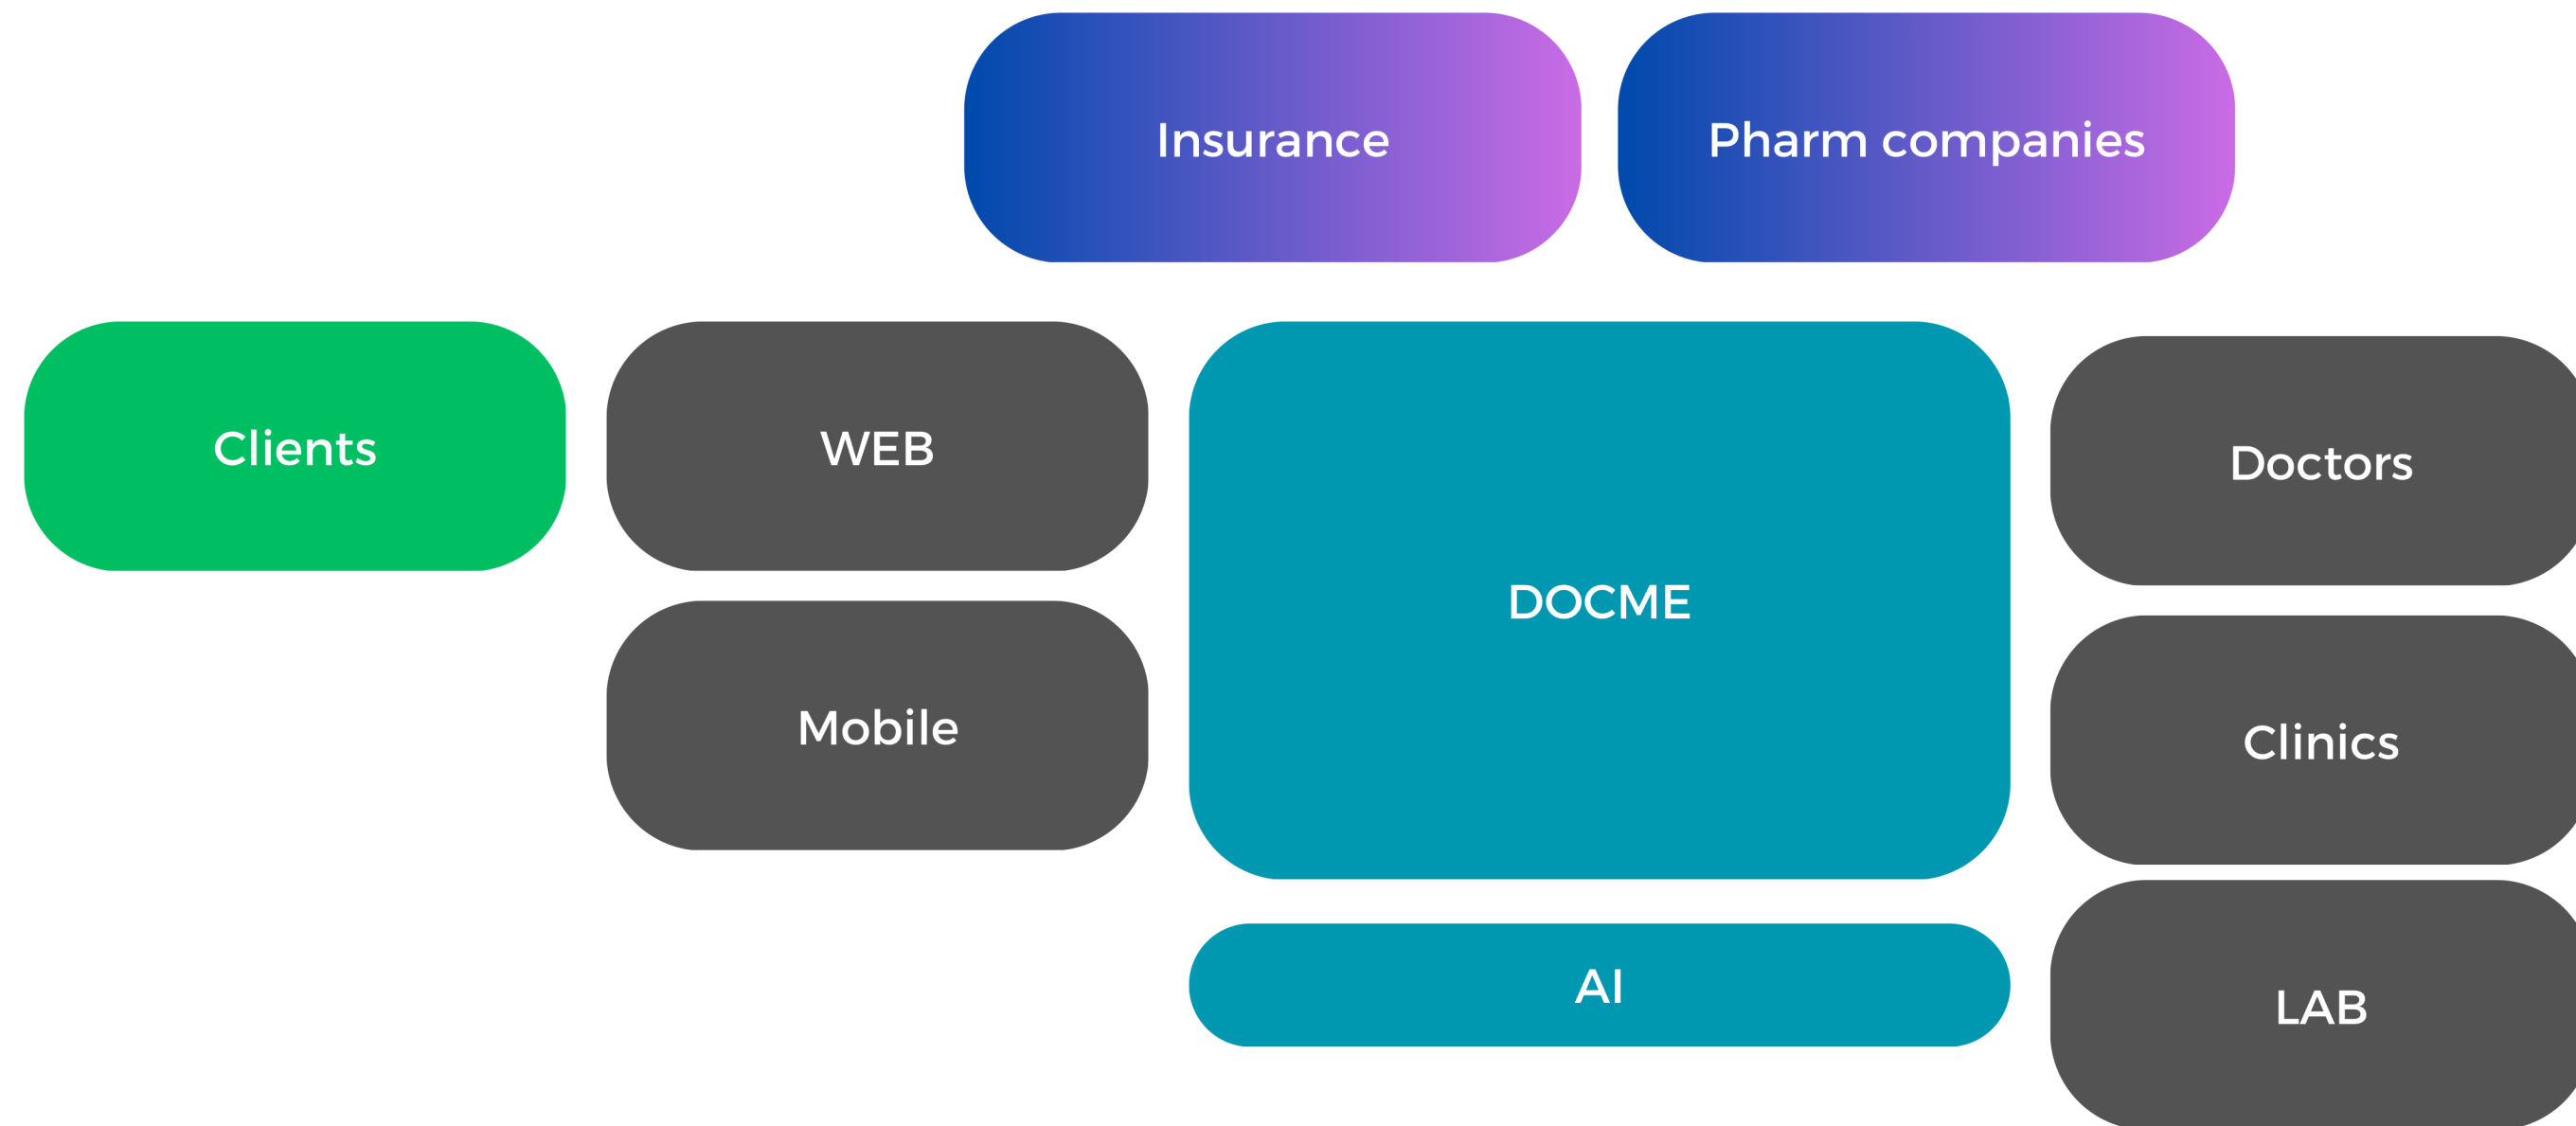 Insurance
Pharm companies
Clients
WEB
Doctors
DOCME
Mobile
Clinics
AI
LAB